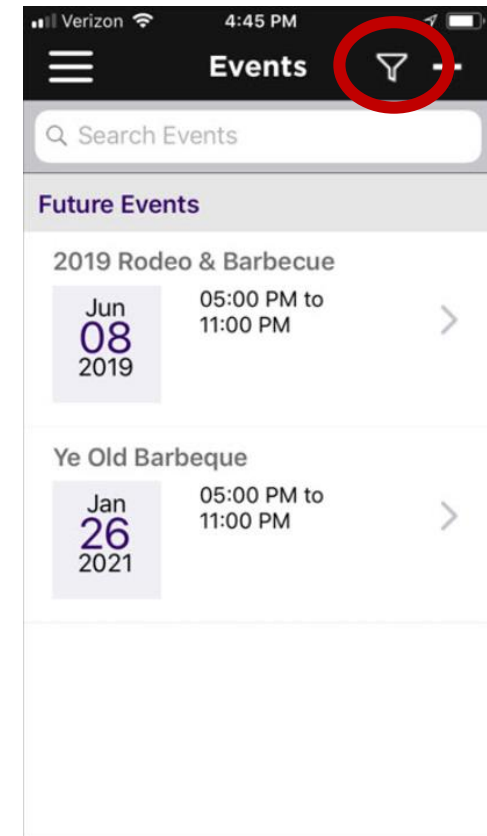 Verizon 4:45 PM
Events
Search Events
Future Events
2019 Rodeo & Barbecue
Jun
08
2019
05:00 PM to
11:00 PM
Ye Old Barbeque
Jan
26
2021
05:00 PM to
11:00 PM